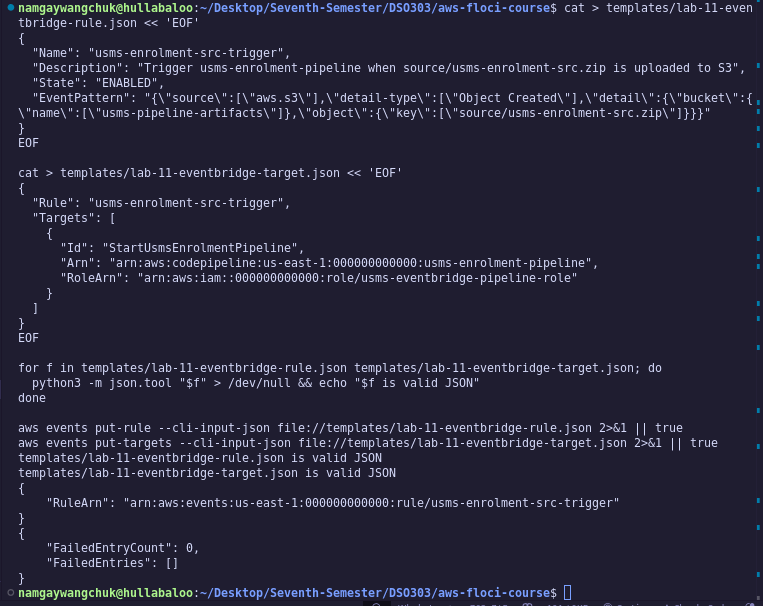 namgaywangchuk@hullabaloo:~/Desktop/Seventh-Semester/DSO303/aws-floci-course$ cat > templates/lab-11-even
tbridge-rule.json << 'EOF'
{
  "Name": "usms-enrolment-src-trigger",
  "Description": "Trigger usms-enrolment-pipeline when source/usms-enrolment-src.zip is uploaded to S3",
  "State": "ENABLED",
  "EventPattern": "{\"source\":[\"aws.s3\"],\"detail-type\":[\"Object Created\"],\"detail\":{\"bucket\":{
\"name\":[\"usms-pipeline-artifacts\"]},\"object\":{\"key\":[\"source/usms-enrolment-src.zip\"]}}}"
}
EOF

cat > templates/lab-11-eventbridge-target.json << 'EOF'
{
  "Rule": "usms-enrolment-src-trigger",
  "Targets": [
    {
      "Id": "StartUsmsEnrolmentPipeline",
      "Arn": "arn:aws:codepipeline:us-east-1:000000000000:usms-enrolment-pipeline",
      "RoleArn": "arn:aws:iam::000000000000:role/usms-eventbridge-pipeline-role"
    }
  ]
}
EOF

for f in templates/lab-11-eventbridge-rule.json templates/lab-11-eventbridge-target.json; do
  python3 -m json.tool "$f" > /dev/null && echo "$f is valid JSON"
done

aws events put-rule --cli-input-json file://templates/lab-11-eventbridge-rule.json 2>&1 || true
aws events put-targets --cli-input-json file://templates/lab-11-eventbridge-target.json 2>&1 || true
templates/lab-11-eventbridge-rule.json is valid JSON
templates/lab-11-eventbridge-target.json is valid JSON
{
    "RuleArn": "arn:aws:events:us-east-1:000000000000:rule/usms-enrolment-src-trigger"
}
{
    "FailedEntryCount": 0,
    "FailedEntries": []
}
namgaywangchuk@hullabaloo:~/Desktop/Seventh-Semester/DSO303/aws-floci-course$